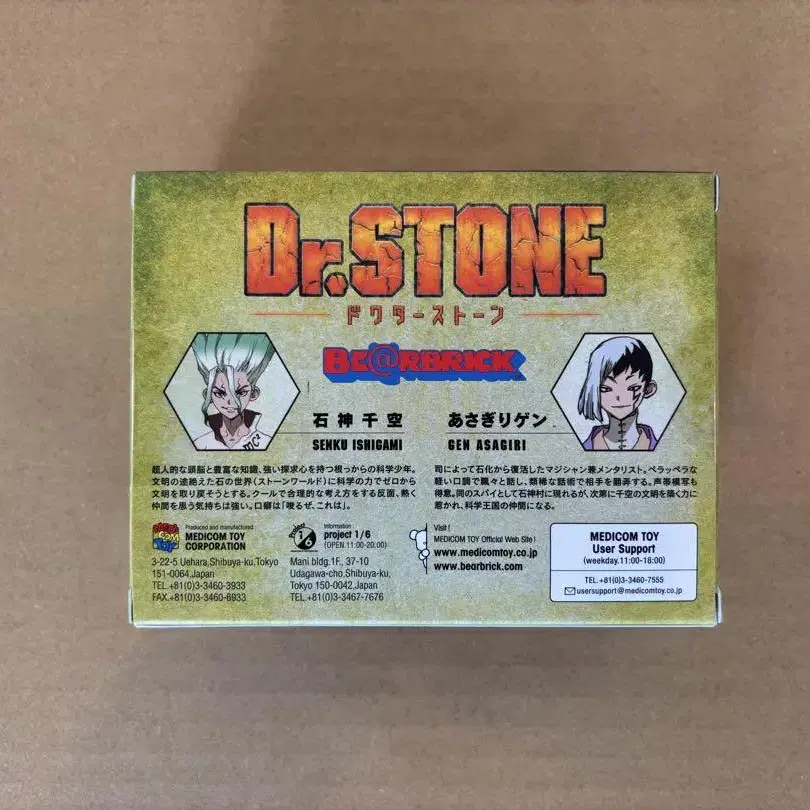 Dr.STONE
ドクターストーン
BE@RBRICK
石神千空
SENKU ISHIGAMI
mc²
超人的な頭脳と豊富な知識、強い探求心を持つ根っからの科学少年。
文明の途絶えた石の世界(ストーンワールド)に科学の力でゼロから
文明を取り戻そうとする。クールで合理的な考え方をする反面、熱く
仲間を思う気持ちは強い。口癖は「唆るぜ、これは」。
あさぎりゲン
GEN ASAGIRI
司によって石化から復活したマジシャン兼メンタリスト。ペラッペラな
軽い口調で飄々と話し、類稀な話術で相手を翻弄する。声帯模写も
得意。司のスパイとして石神村に現れるが、次第に千空の文明を築く力に
惹かれ、科学王国の仲間になる。
MEDI
COM
TOY
Produced and manufactured
MEDICOM TOY
CORPORATION
3-22-5 Uehara,Shibuya-ku,Tokyo
151-0064,Japan
TEL.+81(0)3-3460-3933
FAX.+81(0)3-3460-6933
Project
1/6
Information
project 1/6
(OPEN.11:00-20:00)
Mani bldg.1F, 37-10
Udagawa-cho,Shibuya-ku,
Tokyo 150-0042,Japan
TEL.+81(0)3-3467-7676
Visit !
MEDICOM TOY Official Web Site !
www.medicomtoy.co.jp
www.bearbrick.com
MEDICOM TOY
User Support
(weekday.11:00-18:00)
TEL.+81(0)3-3460-7555
usersupport@medicomtoy.co.jp